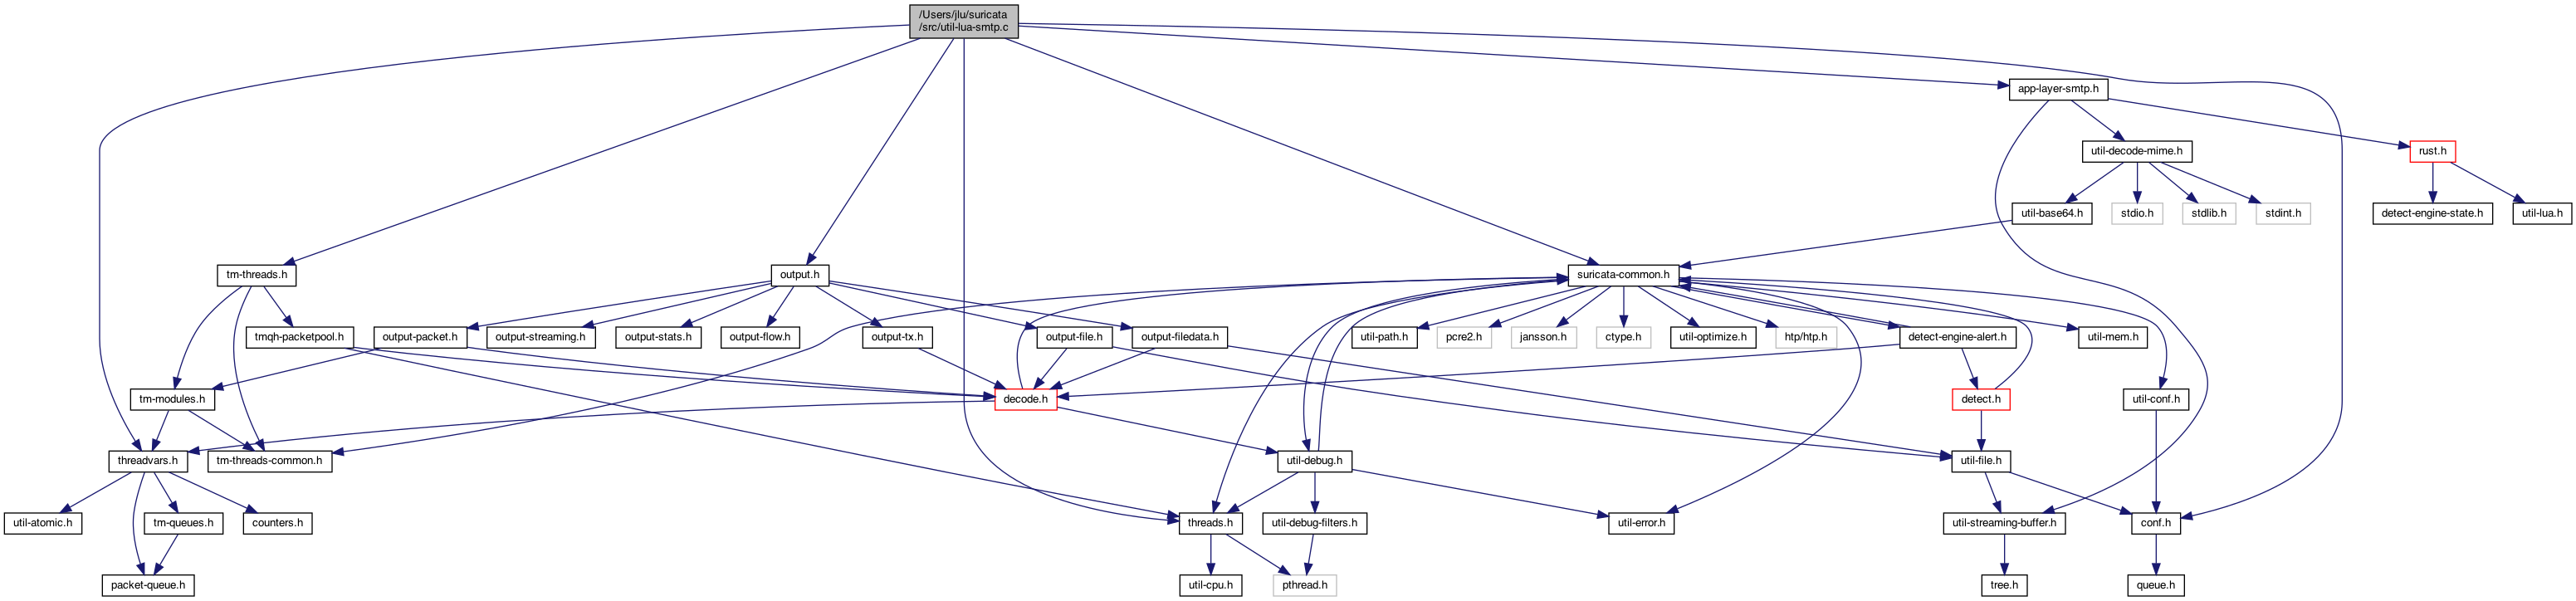 /Users/jlu/suricata
/src/util-lua-smtp.c
app-layer-smtp.h
util-decode-mime.h
rust.h
util-base64.h
stdio.h
stdlib.h
stdint.h
detect-engine-state.h
util-lua.h
tm-threads.h
output.h
suricata-common.h
tmqh-packetpool.h
output-packet.h
output-streaming.h
output-stats.h
output-flow.h
output-tx.h
output-file.h
output-filedata.h
util-path.h
pcre2.h
jansson.h
ctype.h
util-optimize.h
htp/htp.h
detect-engine-alert.h
util-mem.h
tm-modules.h
decode.h
detect.h
util-conf.h
threadvars.h
tm-threads-common.h
util-debug.h
util-file.h
util-atomic.h
tm-queues.h
counters.h
threads.h
util-debug-filters.h
util-error.h
util-streaming-buffer.h
conf.h
packet-queue.h
util-cpu.h
pthread.h
tree.h
queue.h